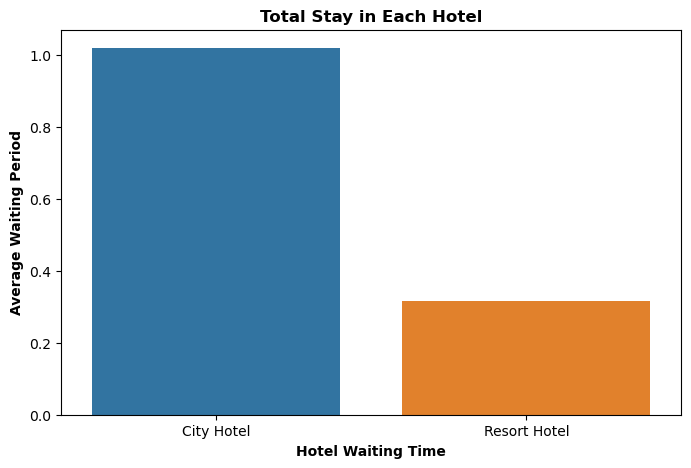 Total Stay in Each Hotel
Average Waiting Period
1.0
0.8
0.6
0.4
0.2
0.0
City Hotel
Resort Hotel
Hotel Waiting Time